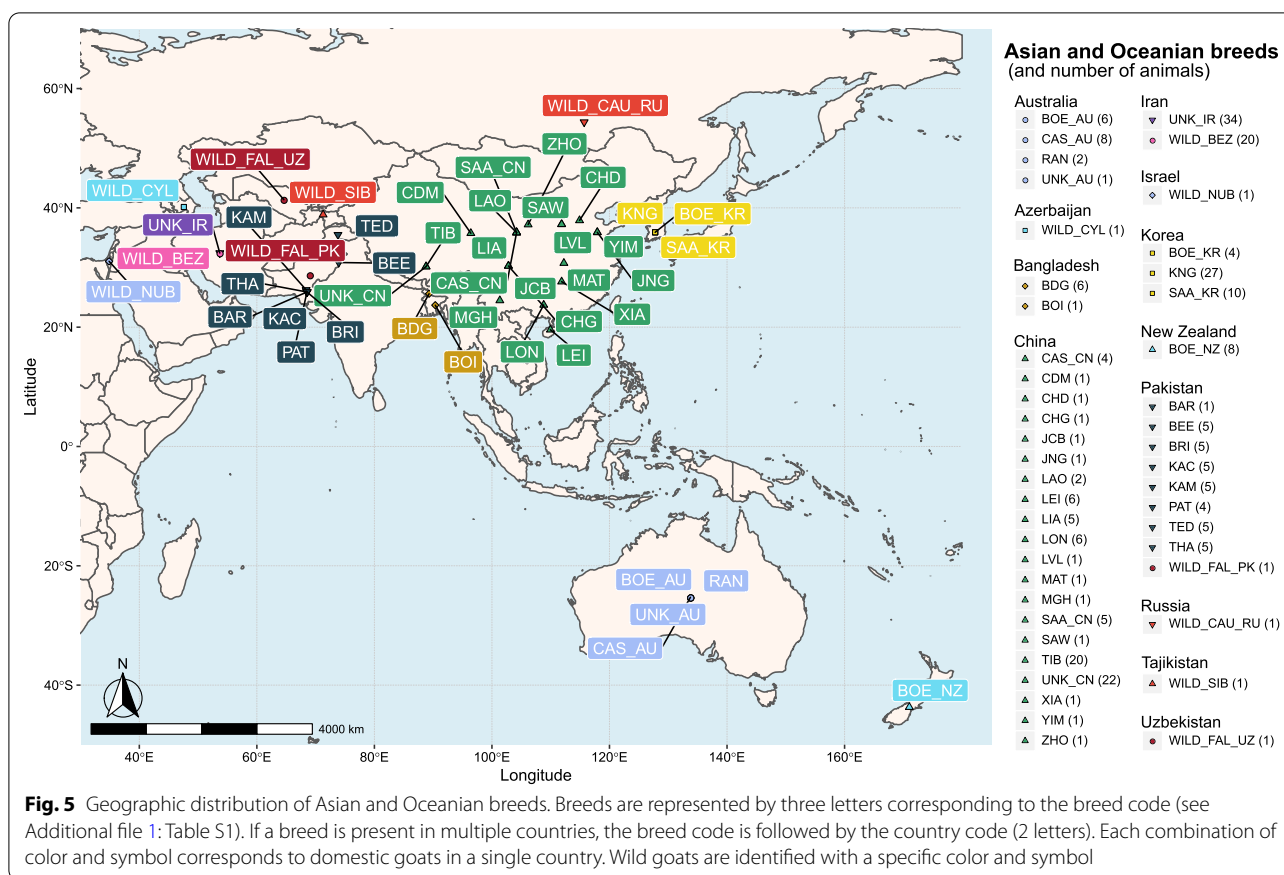 Asian and Oceanian breeds
(and number of animals)
Australia
BOE_AU (6)
CAS_AU (8)
RAN (2)
UNK_AU (1)
Azerbaijan
WILD_CYL (1)
Bangladesh
BDG (6)
BOI (1)
China
CAS_CN (4)
CDM (1)
CHD (1)
CHG (1)
JCB (1)
JNG (1)
LAO (2)
LEI (6)
LIA (5)
LON (6)
LVL (1)
MAT (1)
MGH (1)
SAA_CN (5)
SAW (1)
TIB (20)
UNK_CN (22)
XIA (1)
YIM (1)
ZHO (1)
Iran
UNK_IR (34)
WILD_BEZ (20)
Israel
WILD_NUB (1)
Korea
BOE_KR (4)
KNG (27)
SAA_KR (10)
New Zealand
BOE_NZ (8)
Pakistan
BAR (1)
BEE (5)
BRI (5)
KAC (5)
KAM (5)
PAT (4)
TED (5)
THA (5)
WILD_FAL_PK (1)
Russia
WILD_CAU_RU (1)
Tajikistan
WILD_SIB (1)
Uzbekistan
WILD_FAL_UZ (1)
60°N
40°N
20°N
0°
20°S
40°S
Latitude
WILD_CAU_RU
ZHO
WILD_FAL_UZ
SAA_CN
CHD
WILD_CYL
WILD_SIB
CDM
LAO
SAW
KNG
BOE_KR
KAM
UNK_IR
TED
TIB
LIA
LVL
YIM
SAA_KR
WILD_FAL_PK
WILD_BEZ
BEE
WILD_NUB
THA
UNK_CN
CAS_CN
JCB
MAT
JNG
BAR
KAC
BRI
BDG
MGH
CHG
XIA
PAT
BOI
LON
LEI
BOE_AU
RAN
UNK_AU
CAS_AU
BOE_NZ
N
4000 km
40°E
60°E
80°E
100°E
120°E
140°E
160°E
Longitude
Fig. 5 Geographic distribution of Asian and Oceanian breeds. Breeds are represented by three letters corresponding to the breed code (see
Additional file 1: Table S1). If a breed is present in multiple countries, the breed code is followed by the country code (2 letters). Each combination of
color and symbol corresponds to domestic goats in a single country. Wild goats are identified with a specific color and symbol